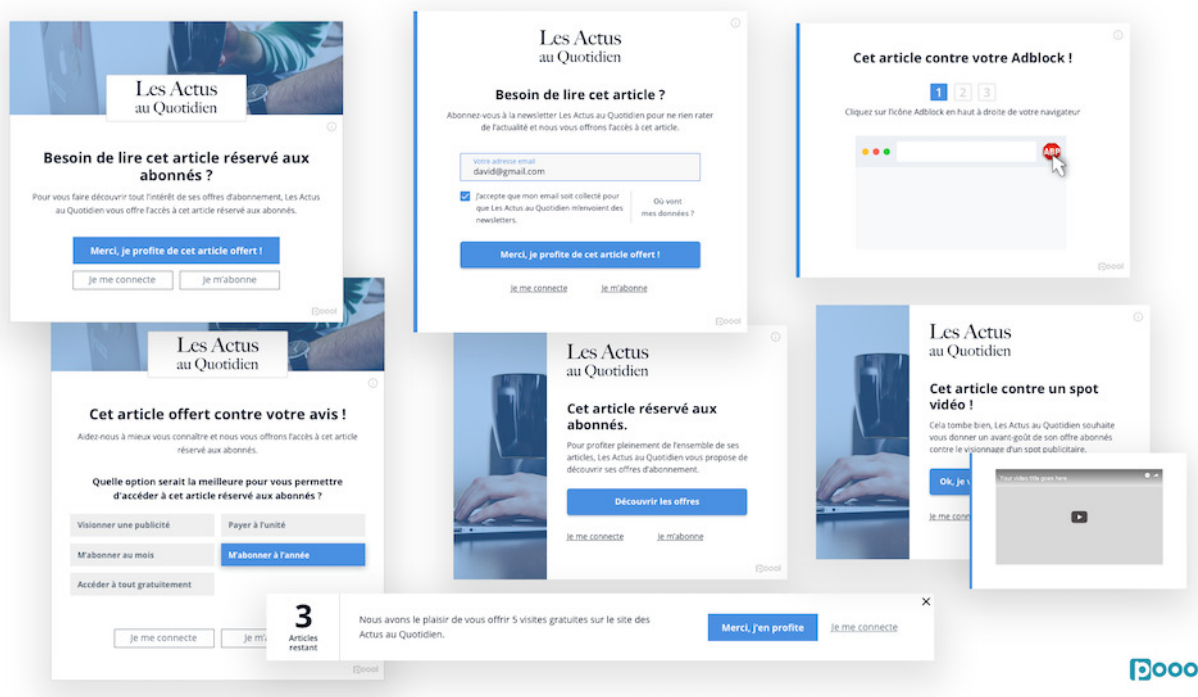 Les Actus
au Quotidien
Besoin de lire cet article réservé aux
abonnés ?
Pour vous faire découvrir tout l'intérêt de ses offres d'abonnement, Les Actus
au Quotidien vous offre l'accès à cet article réservé aux abonnés.
Merci, je profite de cet article offert !
Je me connecte
Je m'abonne
poool
Les Actus
au Quotidien
Besoin de lire cet article ?
Abonnez-vous à la newsletter Les Actus au Quotidien pour ne rien rater
de l'actualité et nous vous offrons l'accès à cet article.
Votre adresse email
david@gmail.com
J'accepte que mon email soit collecté pour
que Les Actus au Quotidien m'envoient des
newsletters.
Où vont
mes données ?
Merci, je profite de cet article offert !
Je me connecte
Je m'abonne
poool
Cet article contre votre Adblock !
1 2 3
Cliquez sur l'icône Adblock en haut à droite de votre navigateur
ABP
poool
Les Actus
au Quotidien
Cet article offert contre votre avis !
Aidez-nous à mieux vous connaître et nous vous offrons l'accès à cet article
réservé aux abonnés.
Quelle option serait la meilleure pour vous permettre
d'accéder à cet article réservé aux abonnés ?
Visionner une publicité
Payer à l'unité
M'abonner au mois
M'abonner à l'année
Accéder à tout gratuitement
Je me connecte
Je m'a
poool
Les Actus
au Quotidien
Cet article réservé aux
abonnés.
Pour profiter pleinement de l'ensemble de ses
articles, Les Actus au Quotidien vous propose de
découvrir ses offres d'abonnement.
Découvrir les offres
Je me connecte
Je m'abonne
poool
Les Actus
au Quotidien
Cet article contre un spot
vidéo !
Cela tombe bien, Les Actus au Quotidien souhaite
vous donner un avant-goût de son offre abonnés
contre le visionnage d'un spot publicitaire.
Ok, je v
Je me conn
Your video title goes here
3
Articles
restant
Nous avons le plaisir de vous offrir 5 visites gratuites sur le site des
Actus au Quotidien.
Merci, j'en profite
Je me connecte
pooo